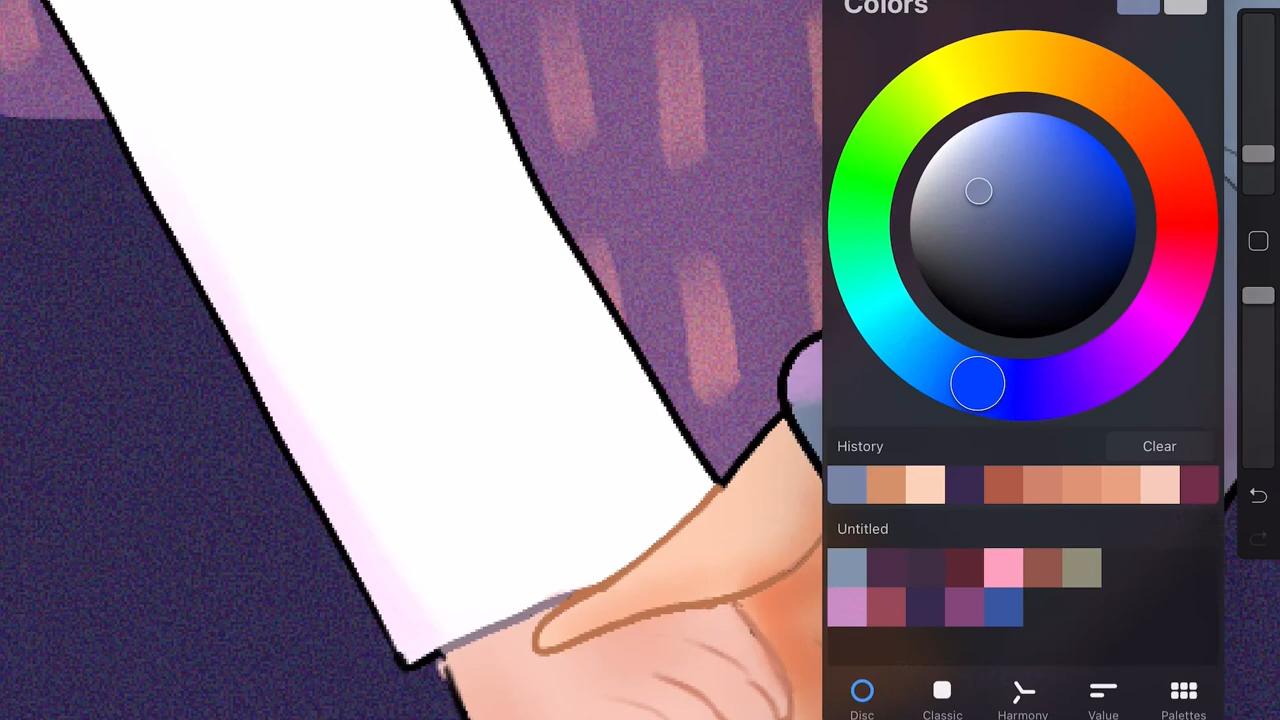 Colors
History
Clear
Untitled
Disc
Classic
Harmony
Value
Palettes